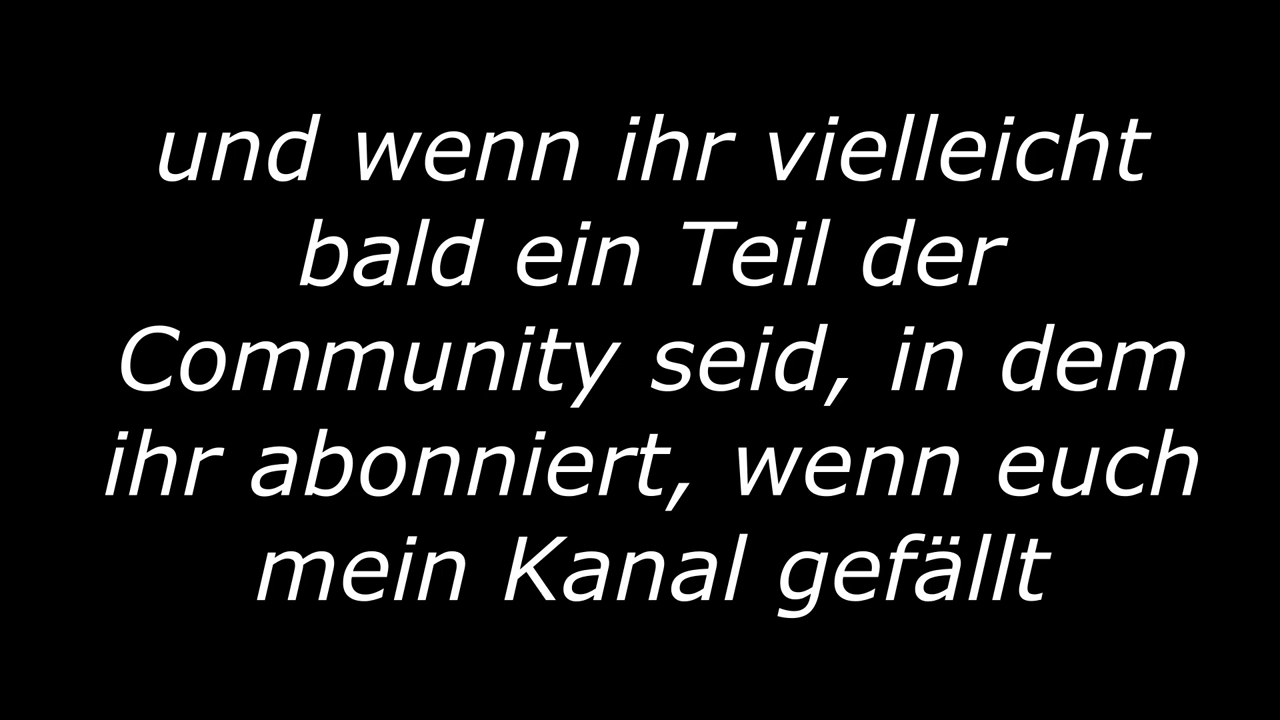 und wenn ihr vielleicht
bald ein Teil der
Community seid, in dem
ihr abonniert, wenn euch
mein Kanal gefällt